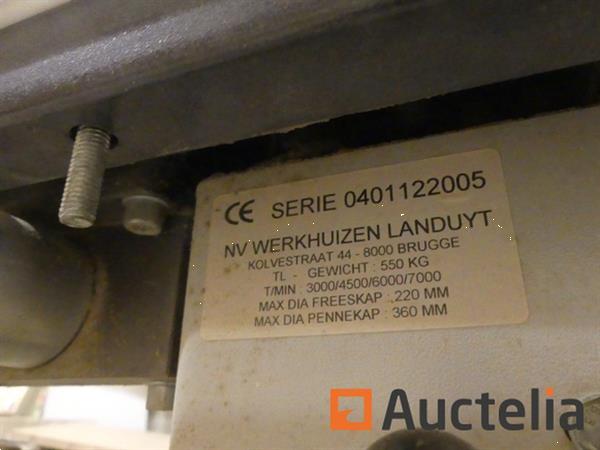 CE SERIE 0401122005
NV WERKHUIZEN LANDUYT
KOLVESTRAAT 44 - 8000 BRUGGE
TL - GEWICHT : 550 KG
T/MIN : 3000/4500/6000/7000
MAX DIA FREESKAP : 220 MM
MAX DIA PENNEKAP : 360 MM
Auctelia